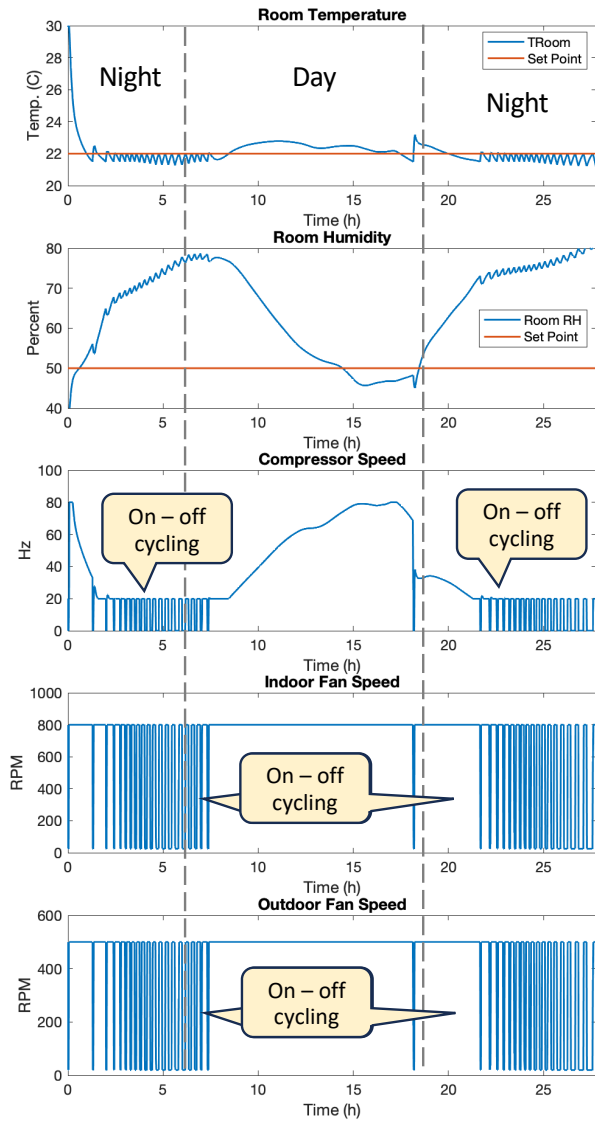 Room Temperature
30
28
26
24
22
20
Temp. (C)
Night
Day
Night
TRoom
Set Point
0
5
10
15
20
25
Time (h)
Room Humidity
80
70
60
50
40
Percent
Room RH
Set Point
0
5
10
15
20
25
Time (h)
Compressor Speed
100
80
60
40
20
0
Hz
On – off
cycling
On – off
cycling
0
5
10
15
20
25
Time (h)
Indoor Fan Speed
1000
800
600
400
200
0
RPM
On – off
cycling
0
5
10
15
20
25
Time (h)
Outdoor Fan Speed
600
400
200
0
RPM
On – off
cycling
0
5
10
15
20
25
Time (h)